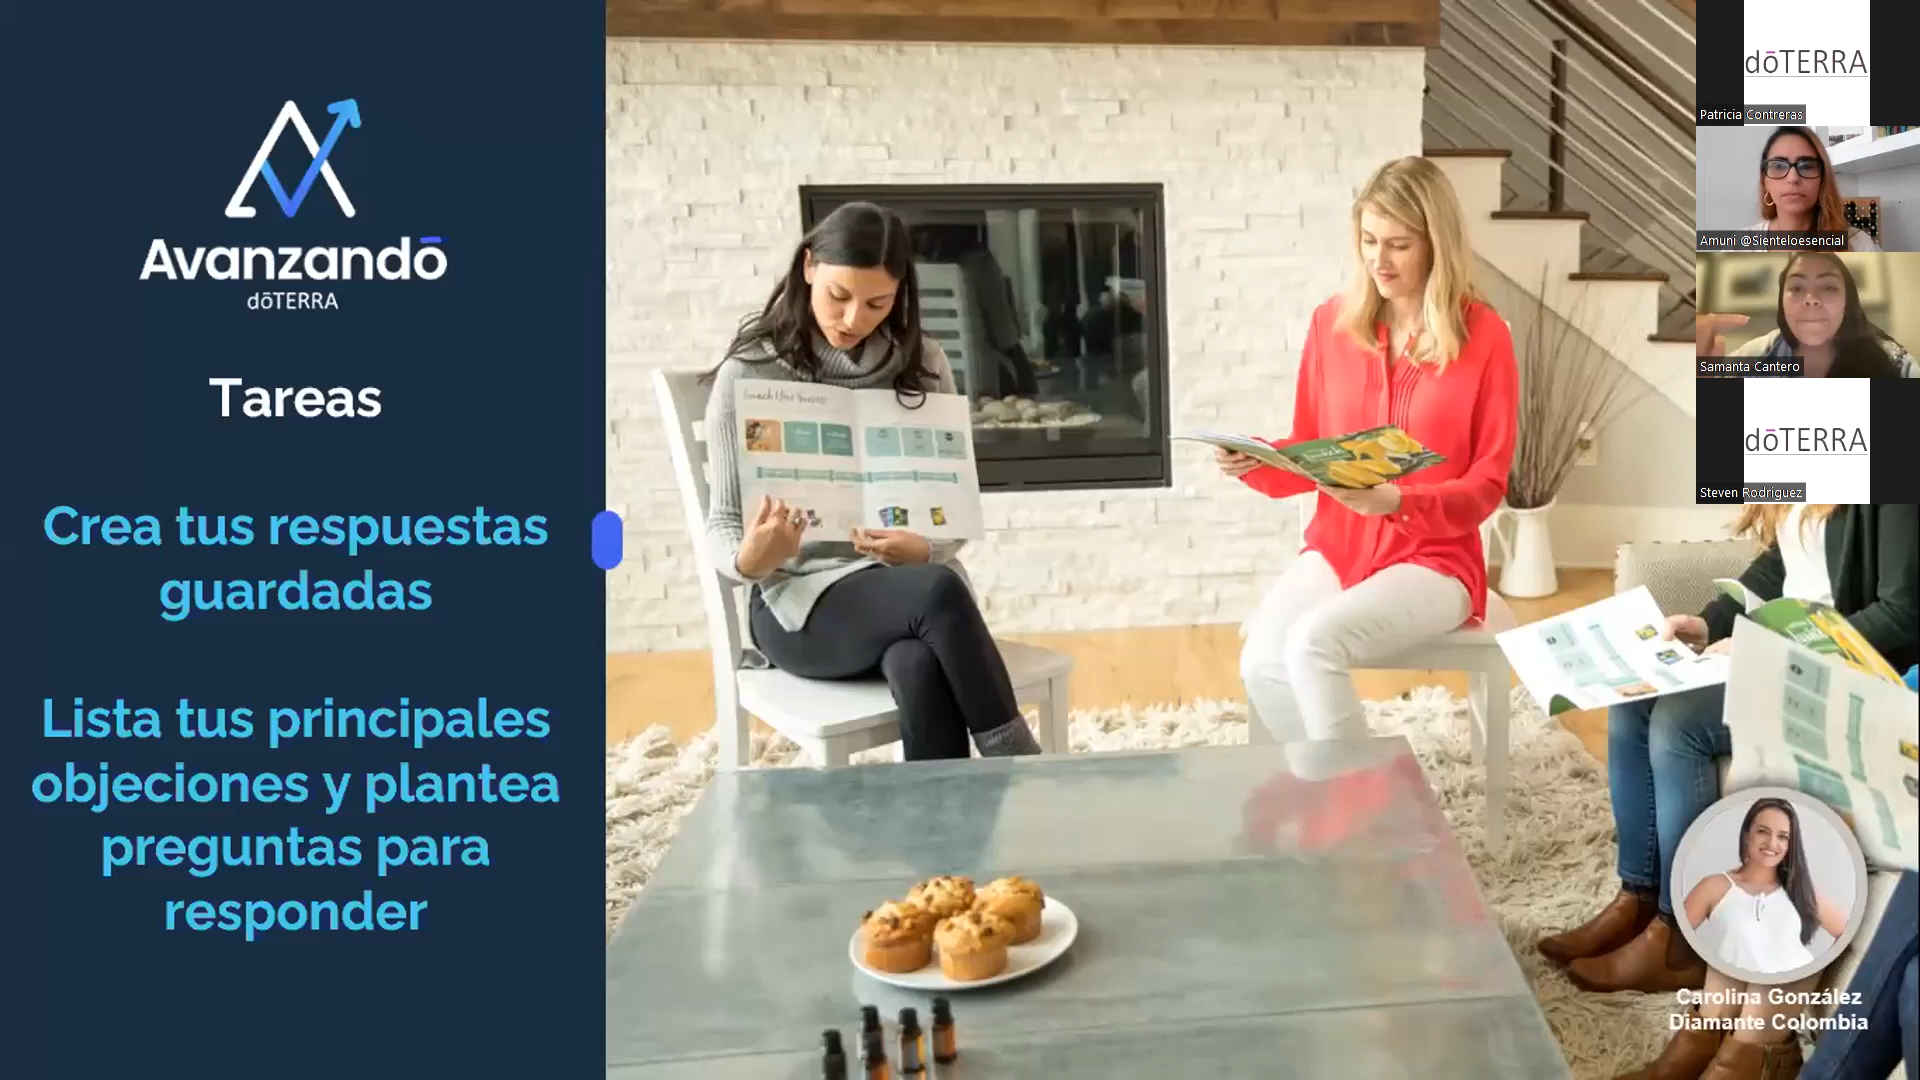 Avanzandō
dōTERRA
Tareas
Crea tus respuestas
guardadas
Lista tus principales
objeciones y plantea
preguntas para
responder
dōTERRA
Patricia Contreras
Amuni @Sienteloesencial
Samanta Cantero
dōTERRA
Steven Rodriguez
Carolina González
Diamante Colombia